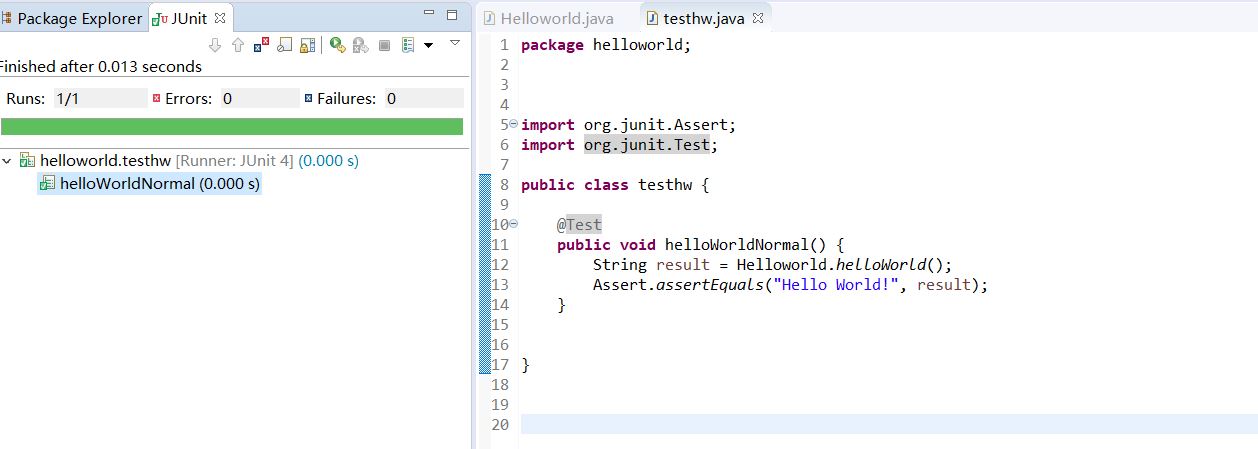 Package Explorer JUnit
Finished after 0.013 seconds
Runs: 1/1 Errors: 0 Failures: 0
helloworld.testhw [Runner: JUnit 4] (0.000 s)
helloWorldNormal (0.000 s)
Helloworld.java testhw.java
1 package helloworld;
2
3
4
5 import org.junit.Assert;
6 import org.junit.Test;
7
8 public class testhw {
9
10 @Test
11 public void helloWorldNormal() {
12 String result = Helloworld.helloWorld();
13 Assert.assertEquals("Hello World!", result);
14 }
15
16
17 }
18
19
20